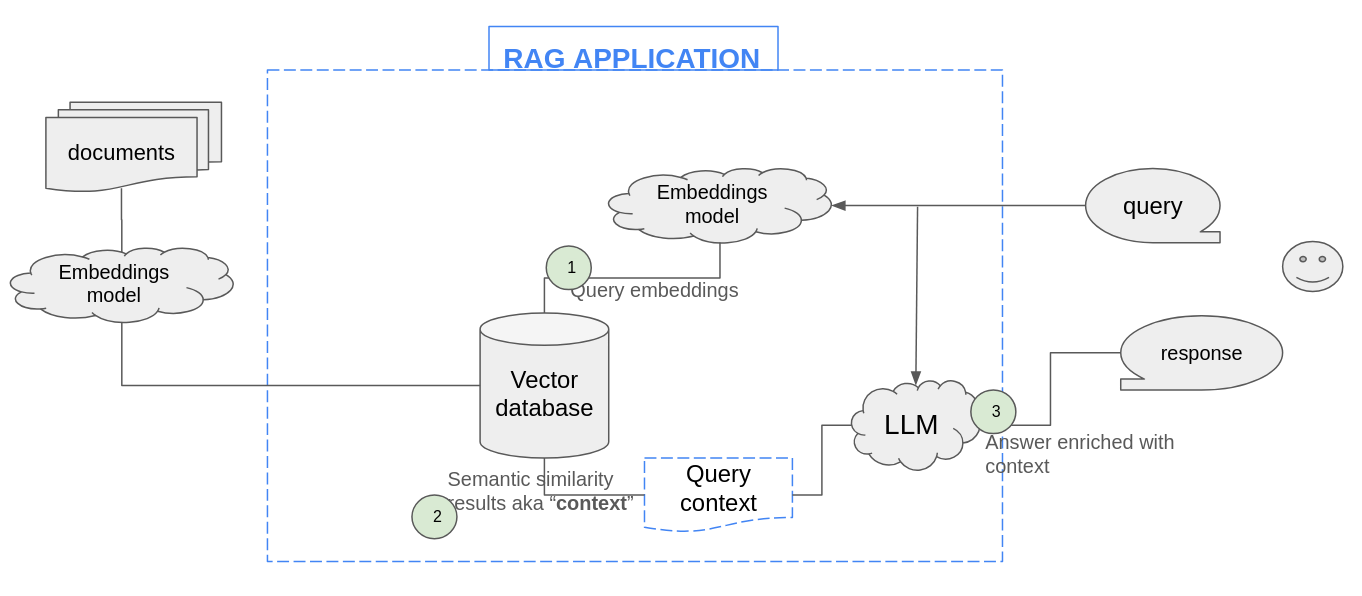 RAG APPLICATION
documents
Embeddings
model
Embeddings
model
query
1
Query embeddings
Vector
database
response
LLM
3
Answer enriched with
context
Semantic similarity
results aka “context”
2
Query
context